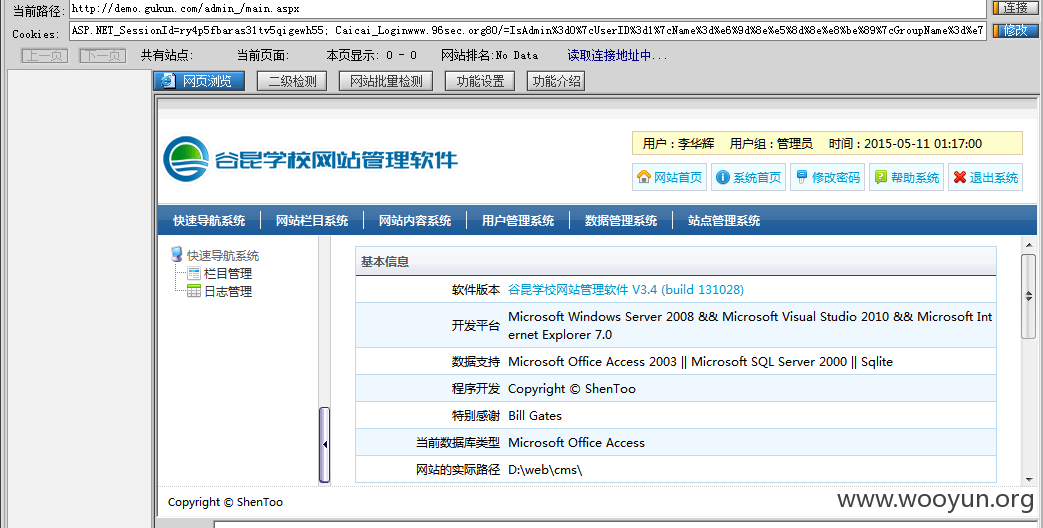 当前路径: http://demo.gukun.com/admin_/main.aspx 连接
Cookies: ASP.NET_SessionId=ry4p5fbaras31tv5qigewh55; Caicai_Loginwww.96sec.org80/=IsAdmin%3d0%7cUserID%3d1%7cName%3d%e6%9d%8e%e5%8d%8e%e8%be%89%7cGroupName%3d%e7 修改
上一页 下一页 共有站点: 当前页面: 本页显示: 0 - 0 网站排名:No Data 读取连接地址中...
网页浏览 二级检测 网站批量检测 功能设置 功能介绍
谷昆学校网站管理软件
用户：李华辉 用户组：管理员 时间：2015-05-11 01:17:00
网站首页 系统首页 修改密码 帮助系统 退出系统
快速导航系统 网站栏目系统 网站内容系统 用户管理系统 数据管理系统 站点管理系统
快速导航系统
栏目管理
日志管理
基本信息
软件版本 谷昆学校网站管理软件 V3.4 (build 131028)
开发平台 Microsoft Windows Server 2008 && Microsoft Visual Studio 2010 && Microsoft Int
ernet Explorer 7.0
数据支持 Microsoft Office Access 2003 || Microsoft SQL Server 2000 || Sqlite
程序开发 Copyright © ShenToo
特别感谢 Bill Gates
当前数据库类型 Microsoft Office Access
网站的实际路径 D:\web\cms\
Copyright © ShenToo
www.wooyun.org